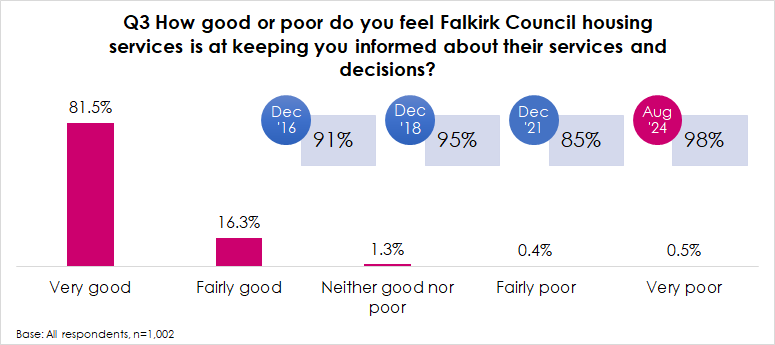 Q3 How good or poor do you feel Falkirk Council housing
services is at keeping you informed about their services and
decisions?
81.5%
Dec
'16
91%
Dec
'18
95%
Dec
'21
85%
Aug
'24
98%
16.3%
1.3%
0.4%
0.5%
Very good
Fairly good
Neither good nor
poor
Fairly poor
Very poor
Base: All respondents, n=1,002